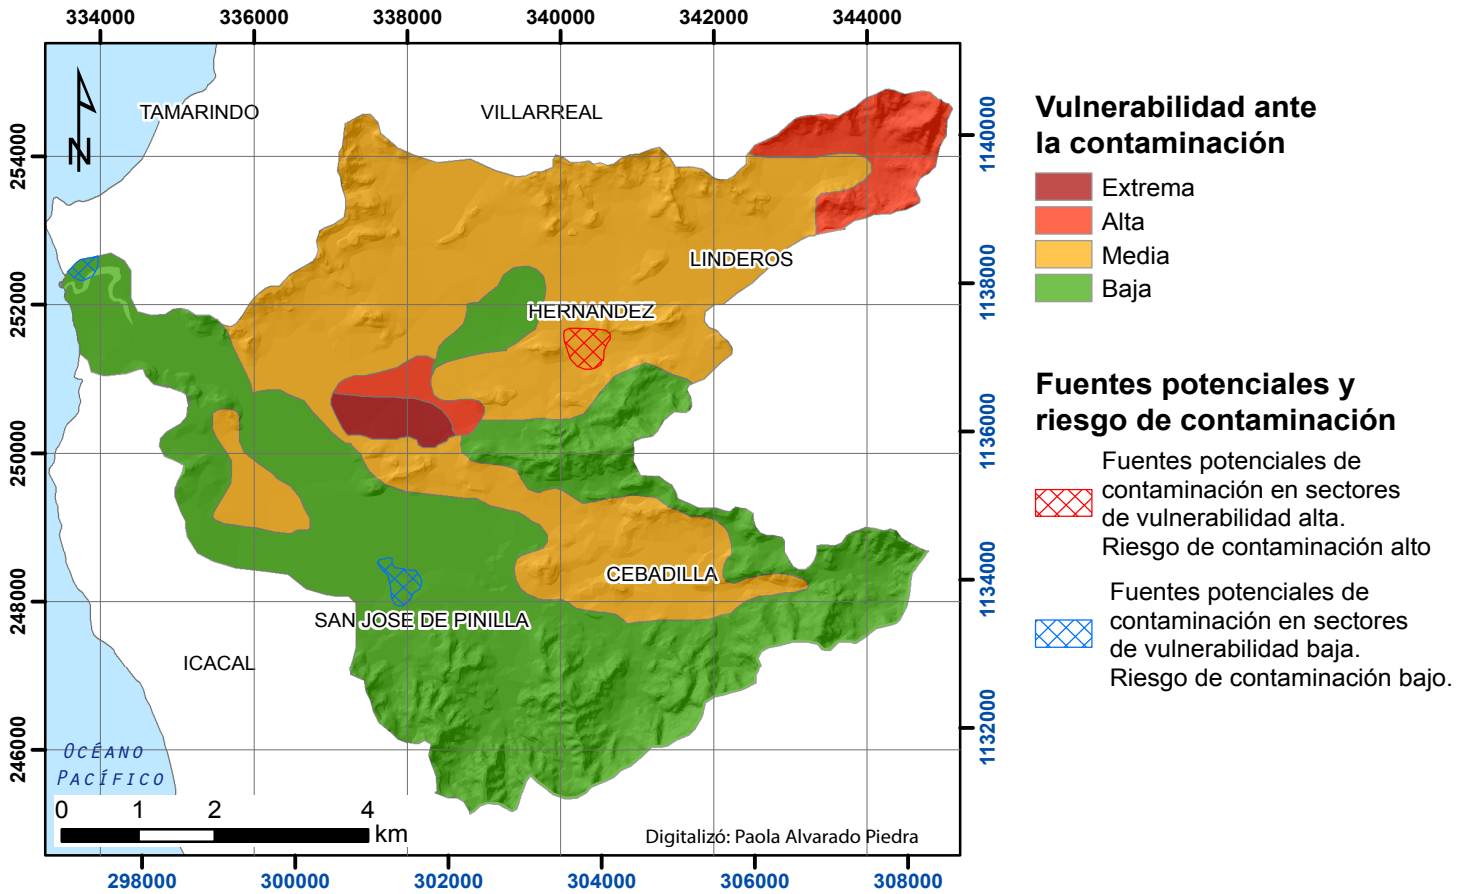 334000
336000
338000
340000
342000
344000
TAMARINDO
VILLARREAL
N
254000
252000
250000
248000
246000
1140000
1138000
1136000
1134000
1132000
LINDEROS
HERNANDEZ
CEBADILLA
SAN JOSE DE PINILLA
ICACAL
OCÉANO
PACÍFICO
0 1 2 4
km
Digitalizó: Paola Alvarado Piedra
298000
300000
302000
304000
306000
308000
Vulnerabilidad ante
la contaminación
Extrema
Alta
Media
Baja
Fuentes potenciales y
riesgo de contaminación
Fuentes potenciales de
contaminación en sectores
de vulnerabilidad alta.
Riesgo de contaminación alto
Fuentes potenciales de
contaminación en sectores
de vulnerabilidad baja.
Riesgo de contaminación bajo.